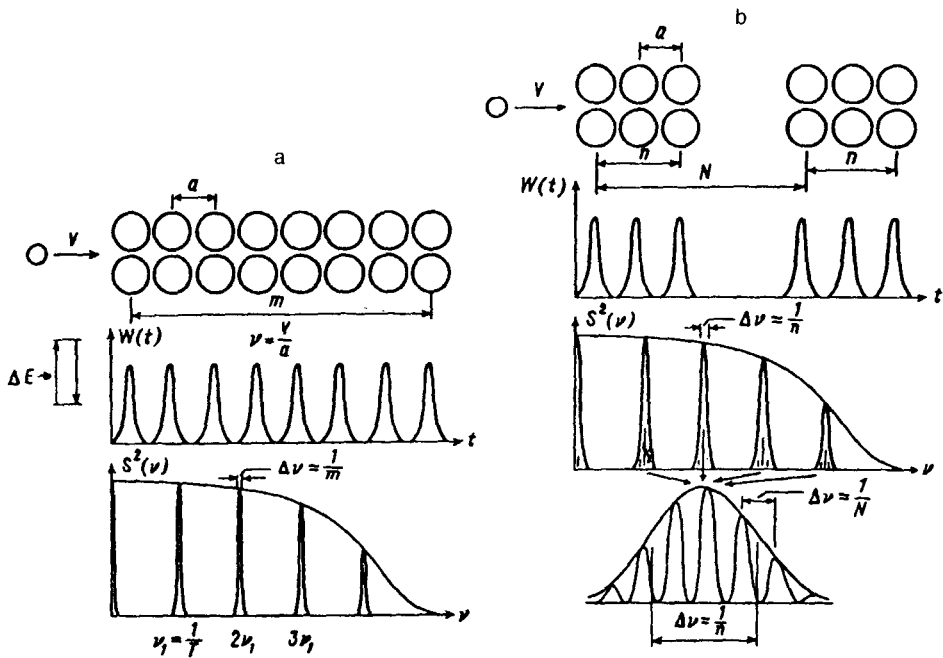 a
a
V
m
W(t)
ν = V/a
ΔE
t
S²(ν)
Δν ≃ 1/m
ν
ν₁ = 1/T 2ν₁ 3ν₁
b
a
V
n
N
n
W(t)
t
S²(ν)
Δν ≃ 1/n
ν
Δν ≃ 1/N
Δν ≃ 1/n